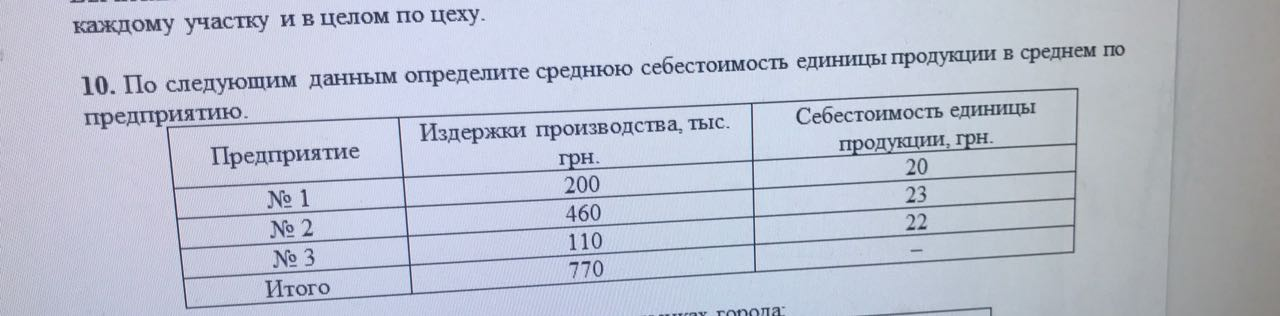 каждому участку и в целом по цеху.
10. По следующим данным определите среднюю себестоимость единицы продукции в среднем по
предприятию.
Предприятие Издержки производства, тыс. грн. Себестоимость единицы продукции, грн.
№ 1 200 20
№ 2 460 23
№ 3 110 22
Итого 770 –
города: